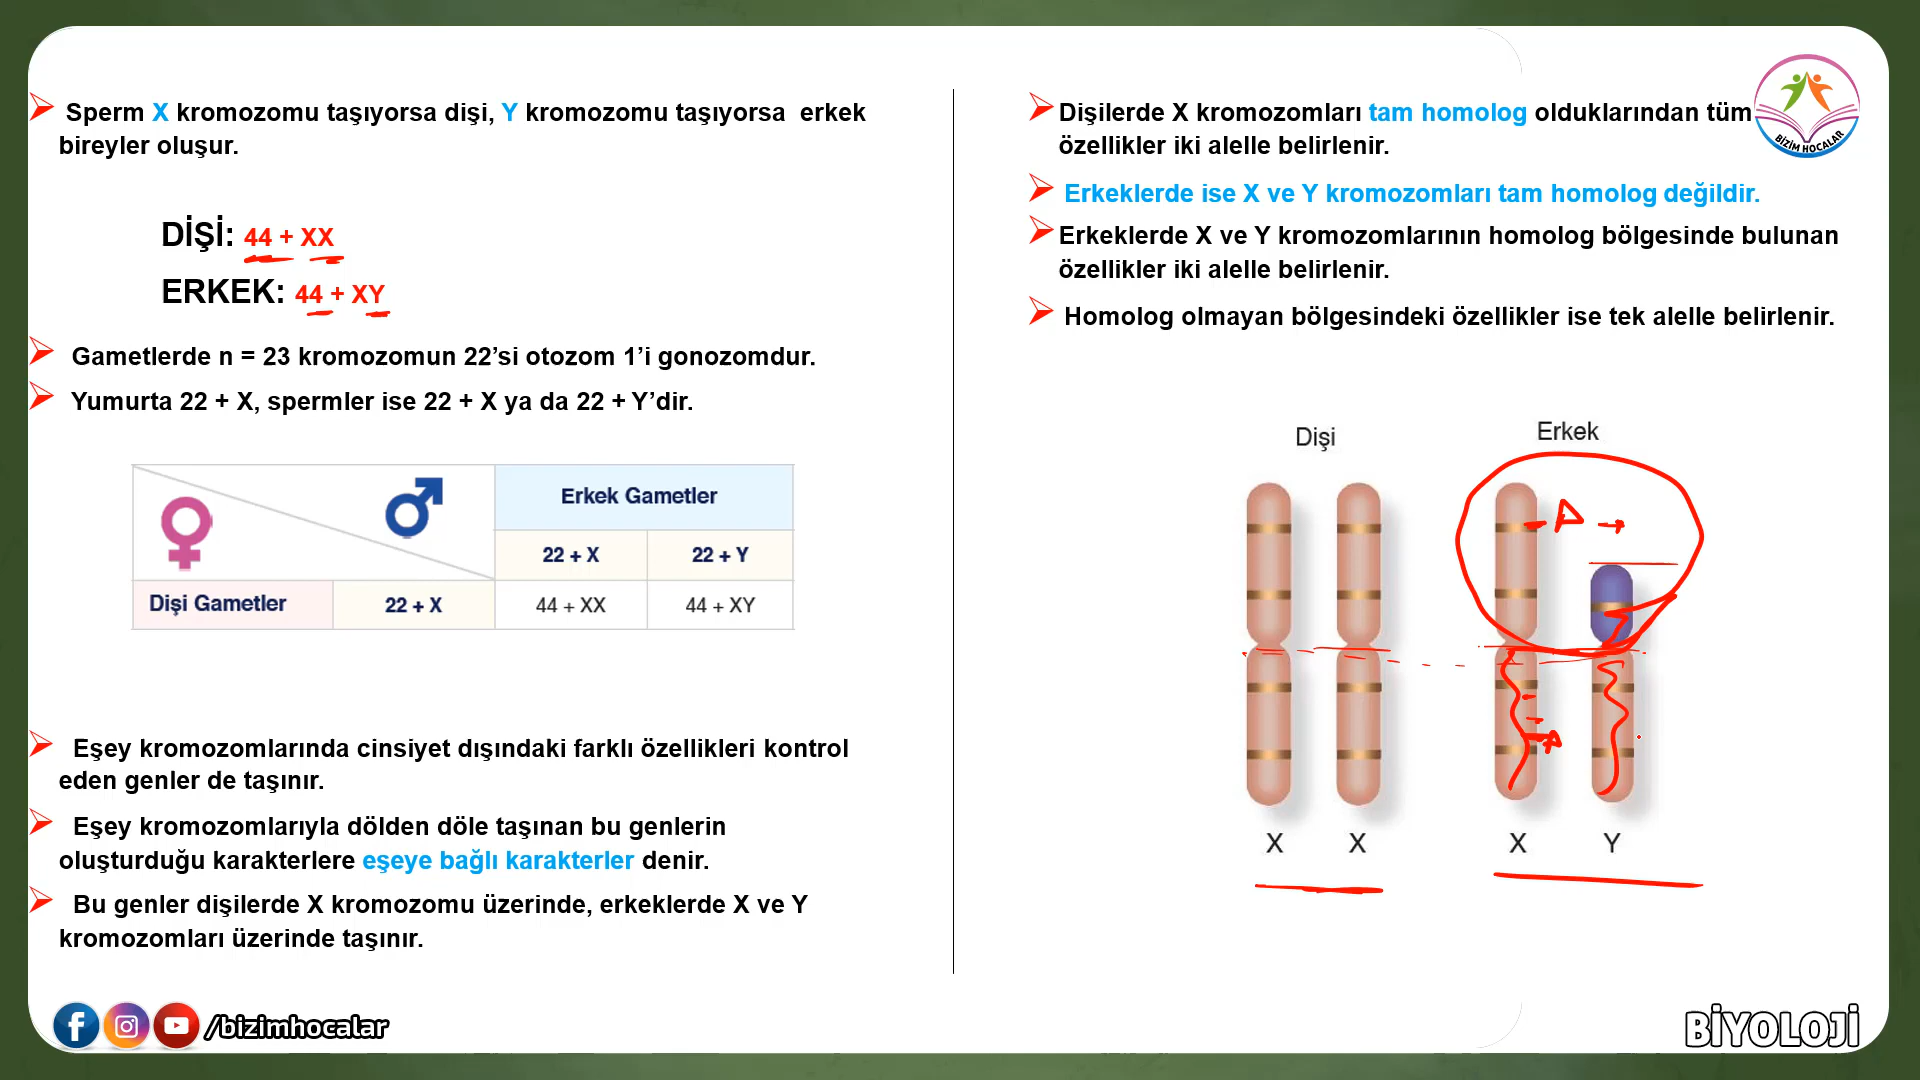 Sperm X kromozomu taşıyorsa dişi, Y kromozomu taşıyorsa erkek
bireyler oluşur.
DİŞİ: 44 + XX
ERKEK: 44 + XY
Gametlerde n = 23 kromozomun 22’si otozom 1’i gonozomdur.
Yumurta 22 + X, spermler ise 22 + X ya da 22 + Y’dir.
Erkek Gametler
22 + X 22 + Y
Dişi Gametler 22 + X 44 + XX 44 + XY
Eşey kromozomlarında cinsiyet dışındaki farklı özellikleri kontrol
eden genler de taşınır.
Eşey kromozomlarıyla dölden döle taşınan bu genlerin
oluşturduğu karakterlere eşeye bağlı karakterler denir.
Bu genler dişilerde X kromozomu üzerinde, erkeklerde X ve Y
kromozomları üzerinde taşınır.
Dişilerde X kromozomları tam homolog olduklarından tüm
özellikler iki alelle belirlenir.
Erkeklerde ise X ve Y kromozomları tam homolog değildir.
Erkeklerde X ve Y kromozomlarının homolog bölgesinde bulunan
özellikler iki alelle belirlenir.
Homolog olmayan bölgesindeki özellikler ise tek alelle belirlenir.
BİZİM HOCALAR
Dişi Erkek
A
A
X X X Y
/bizimhocalar
BİYOLOJİ